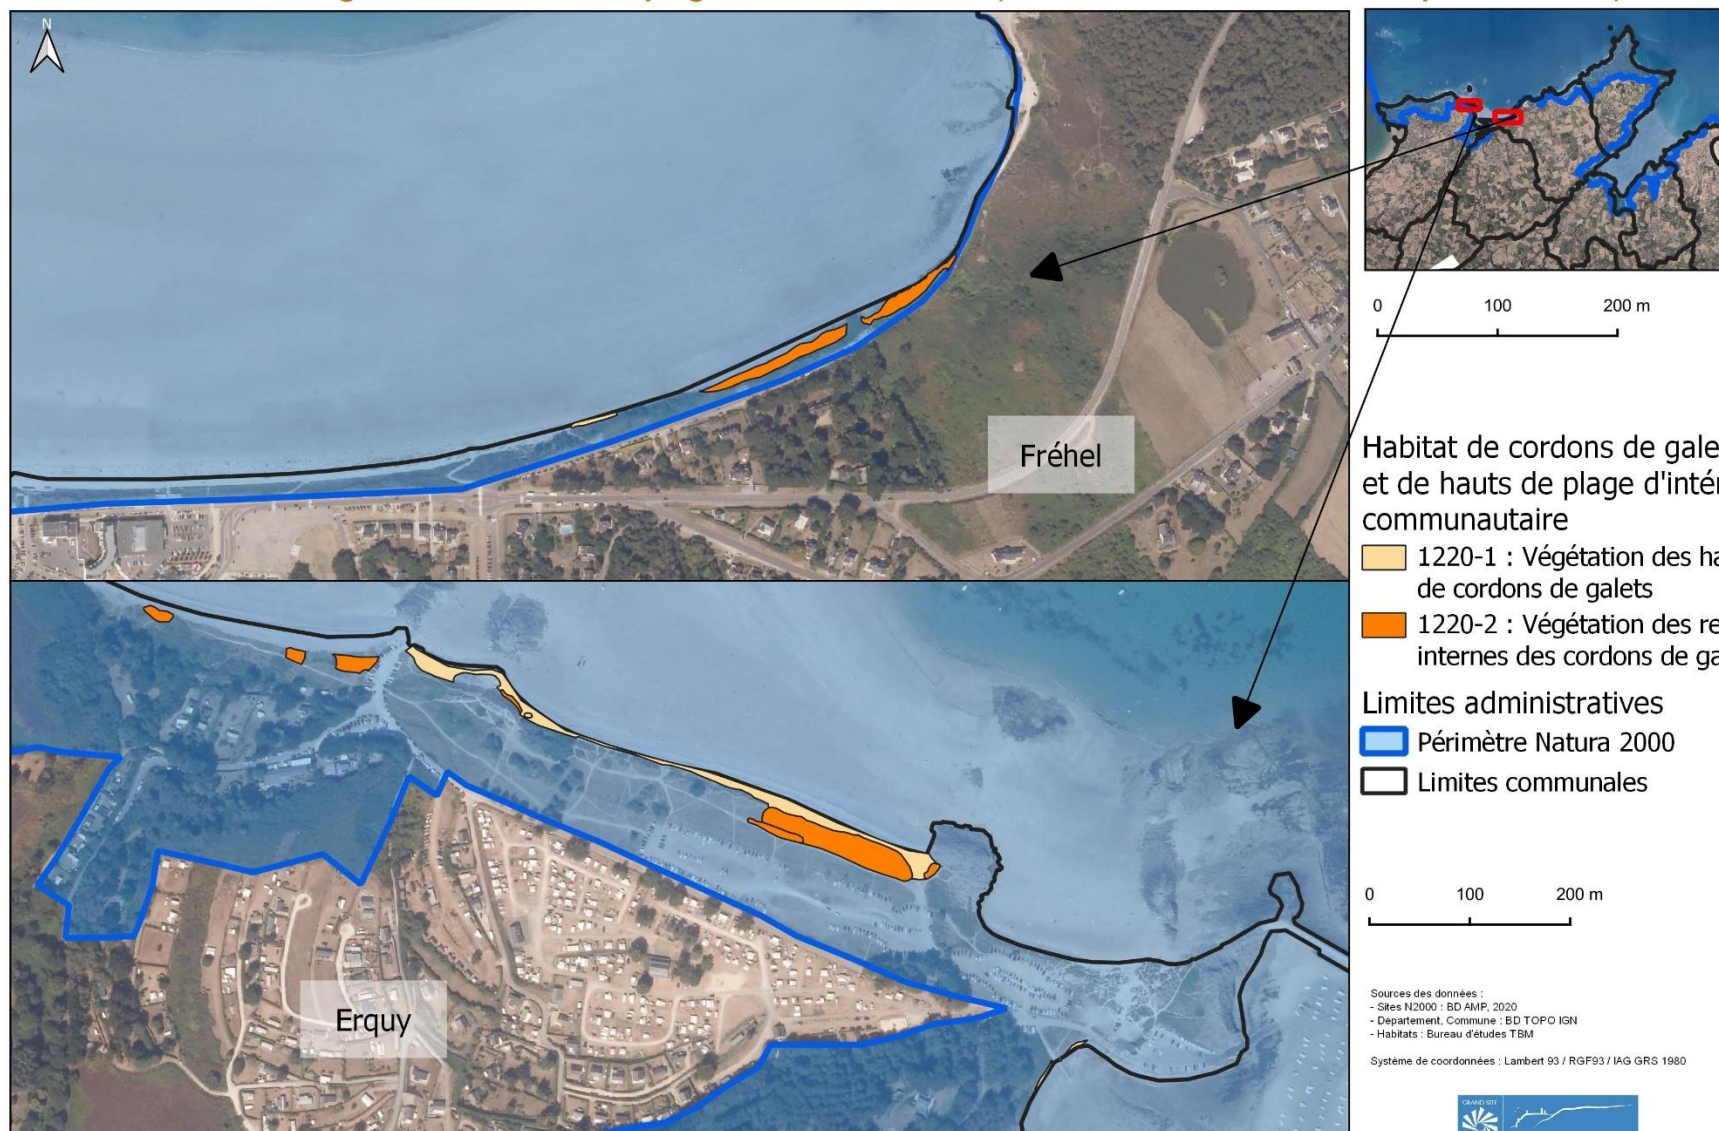 N
Fréhel
Erquy
0 100 200 m
Habitat de cordons de gale
et de hauts de plage d'intér
communautaire
1220-1 : Végétation des ha
de cordons de galets
1220-2 : Végétation des re
internes des cordons de ga
Limites administratives
Périmètre Natura 2000
Limites communales
0 100 200 m
Sources des données :
- Sites N2000 : BD AMP, 2020
- Département, Commune : BD TOPO IGN
- Habitats : Bureau d'études TBM
Système de coordonnées : Lambert 93 / RGF93 / IAG GRS 1980
GRAND SITE